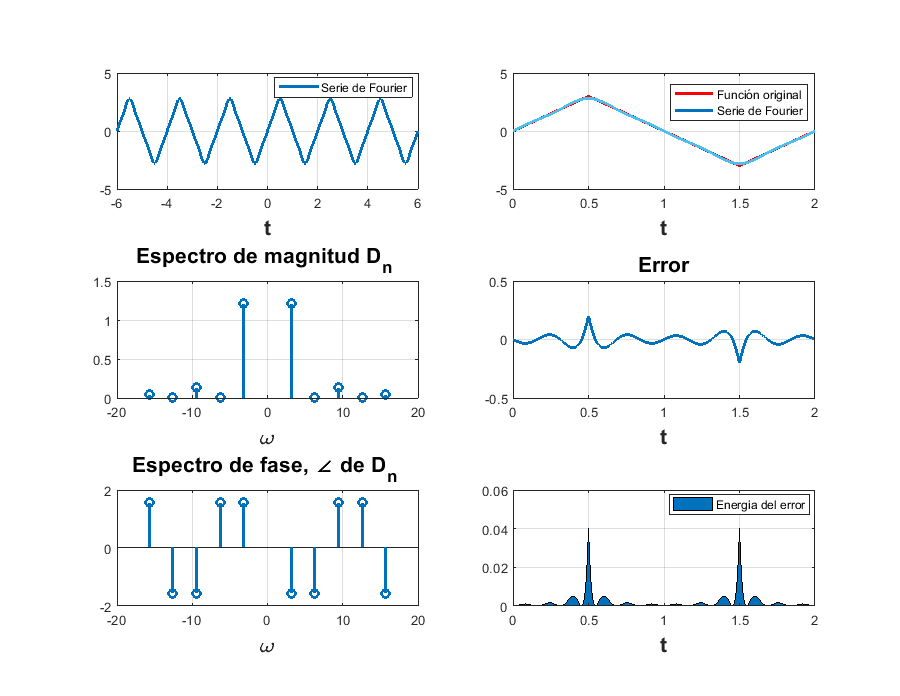 5
0
-5
-6 -4 -2 0 2 4 6
t
Serie de Fourier
5
0
-5
0 0.5 1 1.5 2
t
Función original
Serie de Fourier
Espectro de magnitud Dn
1.5
1
0.5
0
-20 -10 0 10 20
ω
Error
0.5
0
-0.5
0 0.5 1 1.5 2
t
Espectro de fase, ∠ de Dn
2
0
-2
-20 -10 0 10 20
ω
0.06
0.04
0.02
0
0 0.5 1 1.5 2
t
Energia del error